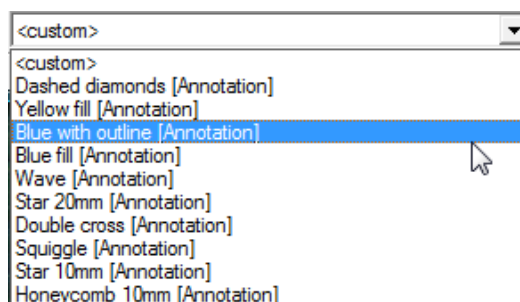 <custom>
<custom>
Dashed diamonds [Annotation]
Yellow fill [Annotation]
Blue with outline [Annotation]
Blue fill [Annotation]
Wave [Annotation]
Star 20mm [Annotation]
Double cross [Annotation]
Squiggle [Annotation]
Star 10mm [Annotation]
Honeycomb 10mm [Annotation]